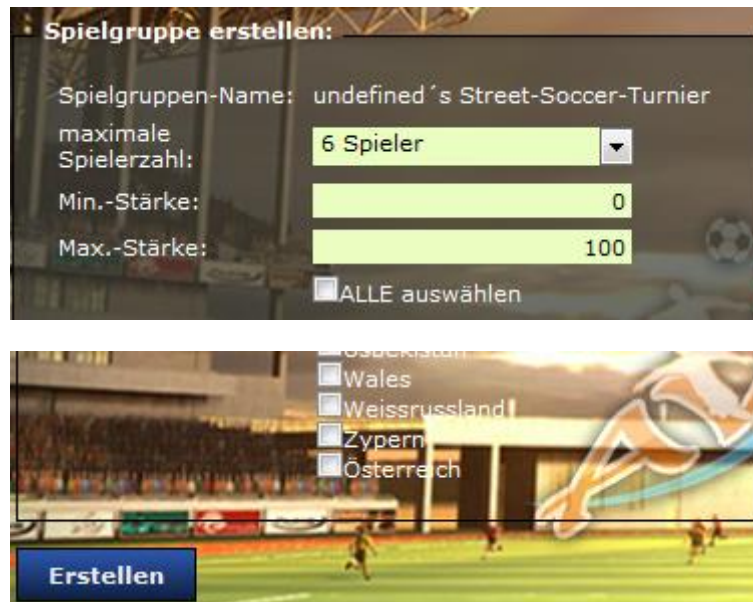 Spielgruppe erstellen:
Spielgruppen-Name: undefined´s Street-Soccer-Turnier
maximale
Spielerzahl:
6 Spieler
Min.-Stärke: 0
Max.-Stärke: 100
ALLE auswählen
Usbekistan
Wales
Weissrussland
Zypern
Österreich
Erstellen